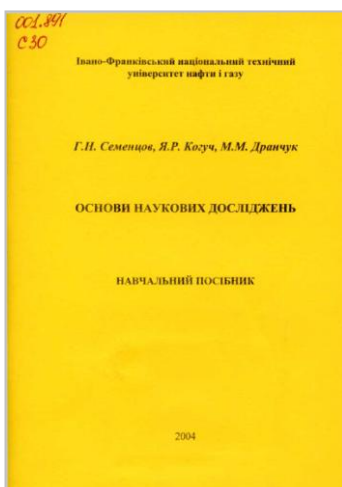 001.891
С30
Івано-Франківський національний технічний
університет нафти і газу
Г.Н. Семенцов, Я.Р. Когуч, М.М. Дранчук
ОСНОВИ НАУКОВИХ ДОСЛІДЖЕНЬ
НАВЧАЛЬНИЙ ПОСІБНИК
2004